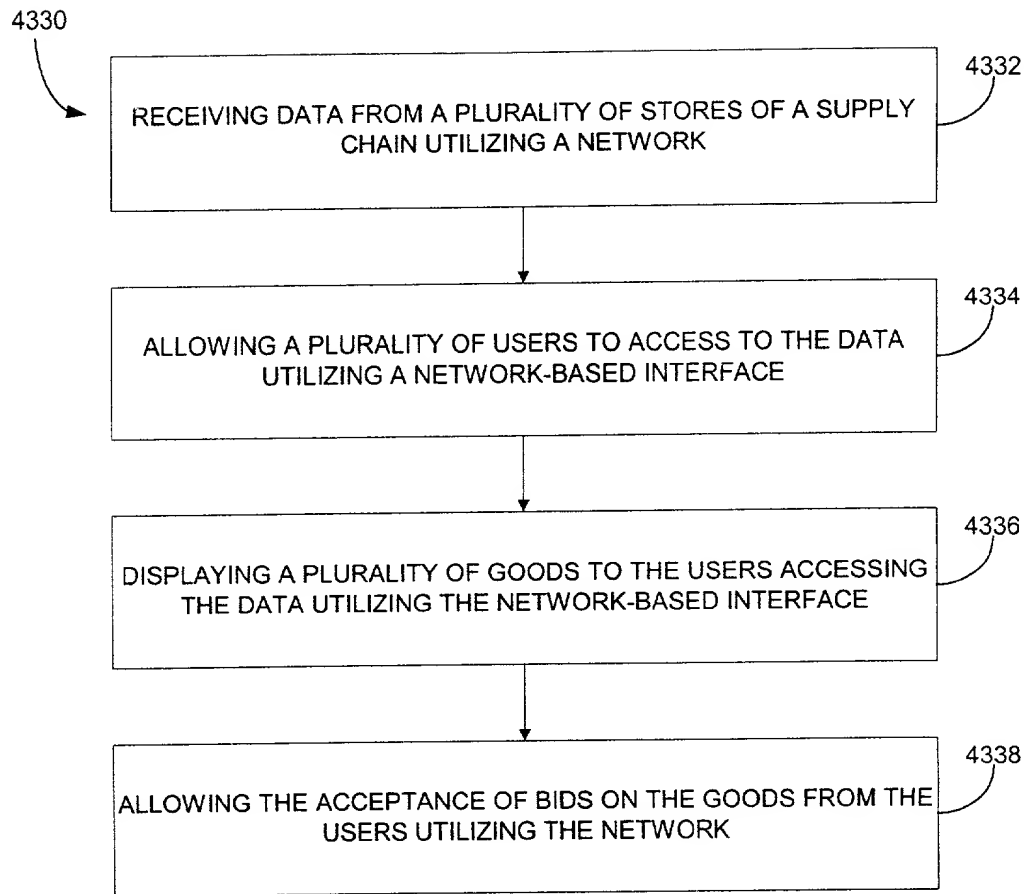 4330
4332
RECEIVING DATA FROM A PLURALITY OF STORES OF A SUPPLY
CHAIN UTILIZING A NETWORK
4334
ALLOWING A PLURALITY OF USERS TO ACCESS TO THE DATA
UTILIZING A NETWORK-BASED INTERFACE
4336
DISPLAYING A PLURALITY OF GOODS TO THE USERS ACCESSING
THE DATA UTILIZING THE NETWORK-BASED INTERFACE
4338
ALLOWING THE ACCEPTANCE OF BIDS ON THE GOODS FROM THE
USERS UTILIZING THE NETWORK